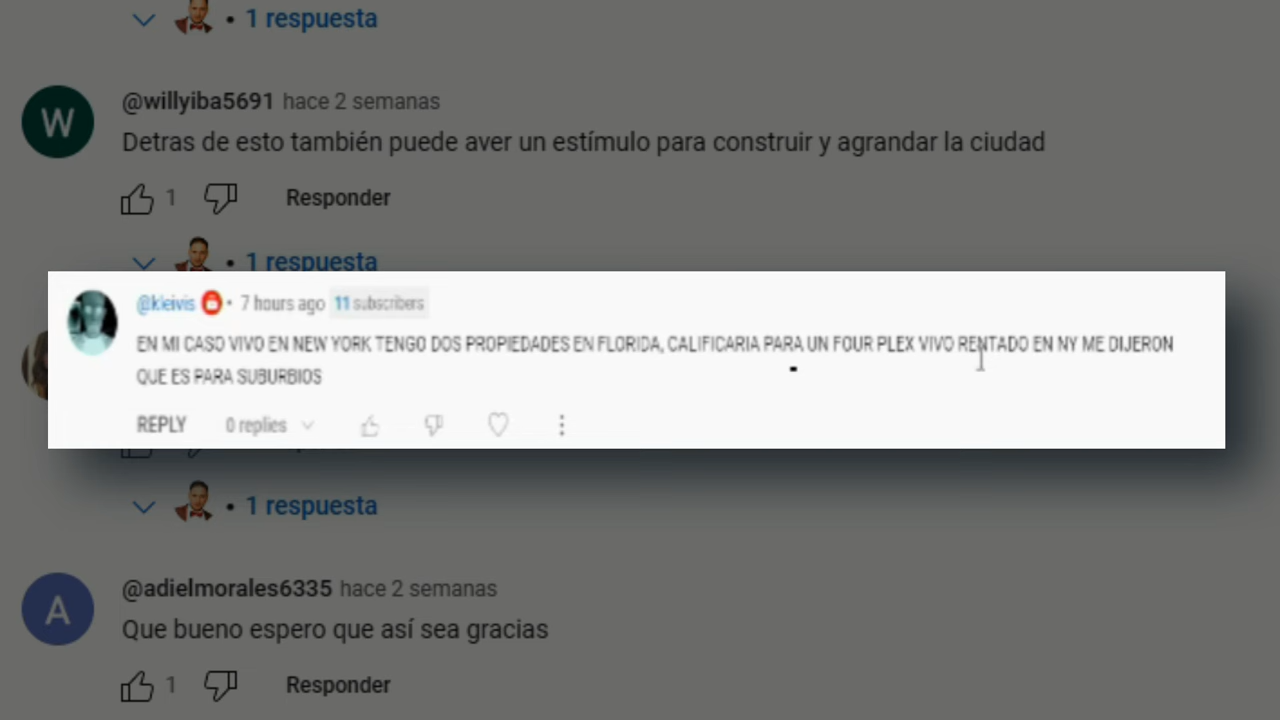 1 respuesta
W
@willyiba5691 hace 2 semanas
Detras de esto también puede aver un estímulo para construir y agrandar la ciudad
1 Responder
1 respuesta
@kleivis 7 hours ago 11 subscribers
EN MI CASO VIVO EN NEW YORK TENGO DOS PROPIEDADES EN FLORIDA, CALIFICARIA PARA UN FOUR PLEX VIVO RENTADO EN NY ME DIJERON
QUE ES PARA SUBURBIOS
REPLY 0 replies
1 respuesta
A
@adielmorales6335 hace 2 semanas
Que bueno espero que así sea gracias
1 Responder